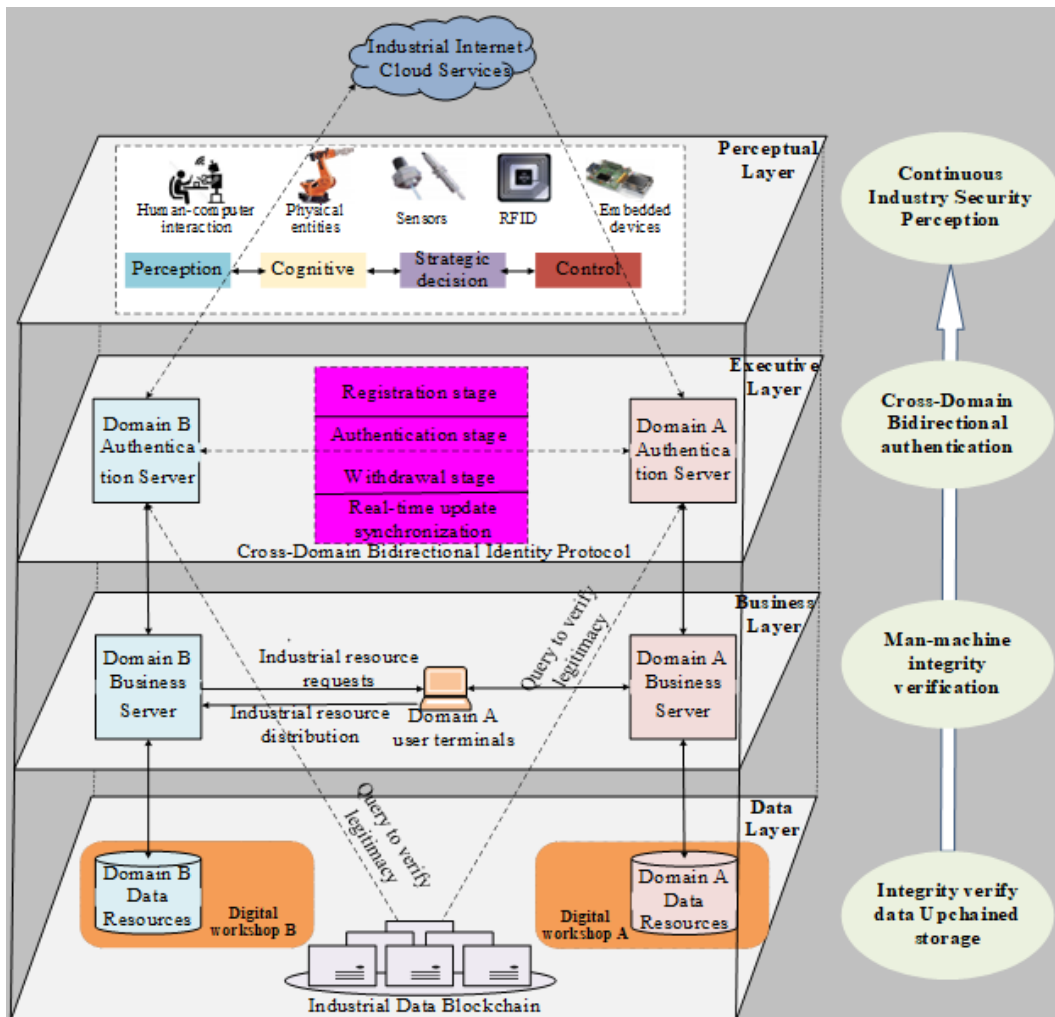 Industrial Internet
Cloud Services
Perceptual
Layer
Human-computer
interaction
Physical
entities
Sensors
RFID
Embedded
devices
Perception
Cognitive
Strategic
decision
Control
Continuous
Industry Security
Perception
Executive
Layer
Domain B
Authentica
tion Server
Registration stage
Authentication stage
Withdrawal stage
Real-time update
synchronization
Domain A
Authentica
tion Server
Cross-Domain Bidirectional Identity Protocol
Cross-Domain
Bidirectional
authentication
Business
Layer
Domain B
Business
Server
Industrial resource
requests
Industrial resource
distribution
Domain A
user terminals
Query to verify
legitimacy
Domain A
Business
Server
Man-machine
integrity
verification
Data
Layer
Query to verify
legitimacy
Domain B
Data
Resources
Digital
workshop B
Domain A
Data
Resources
Digital
workshop A
Industrial Data Blockchain
Integrity verify
data Upchained
storage